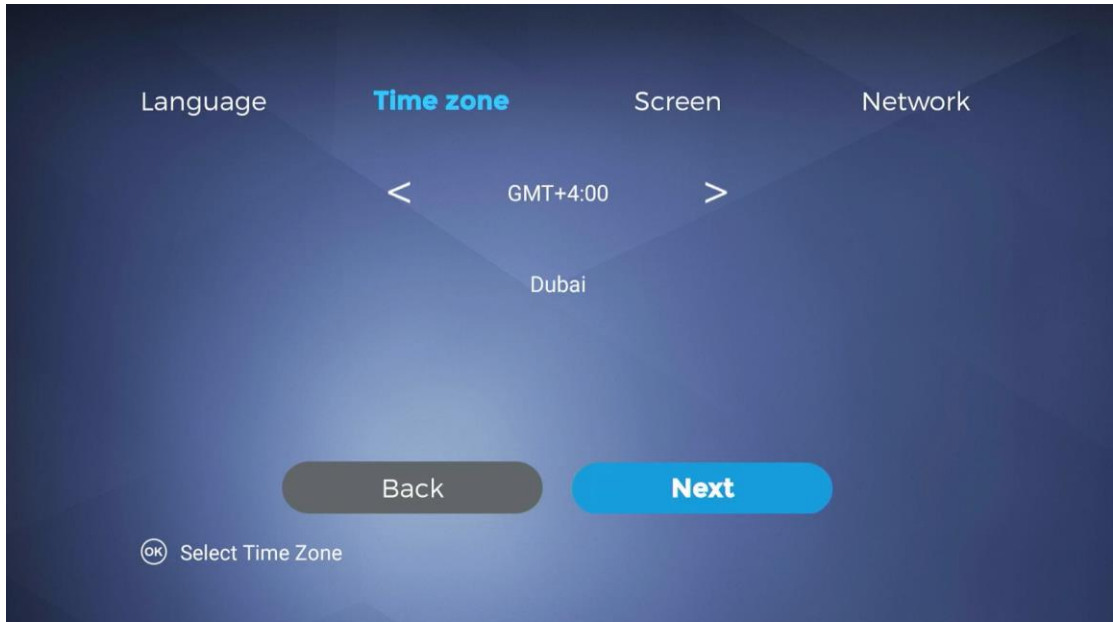 Language Time zone Screen Network
< GMT+4:00 >
Dubai
Back Next
OK Select Time Zone